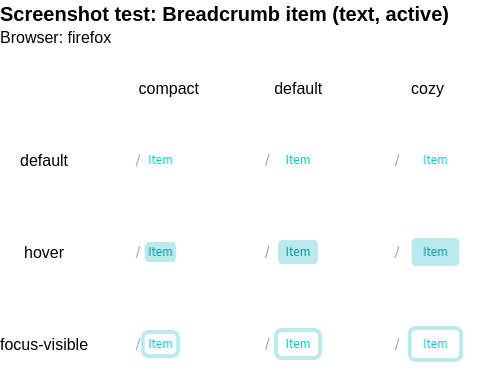 Screenshot test: Breadcrumb item (text, active)
Browser: firefox
compact default cozy
default / Item / Item / Item
hover / Item / Item / Item
focus-visible / Item / Item / Item